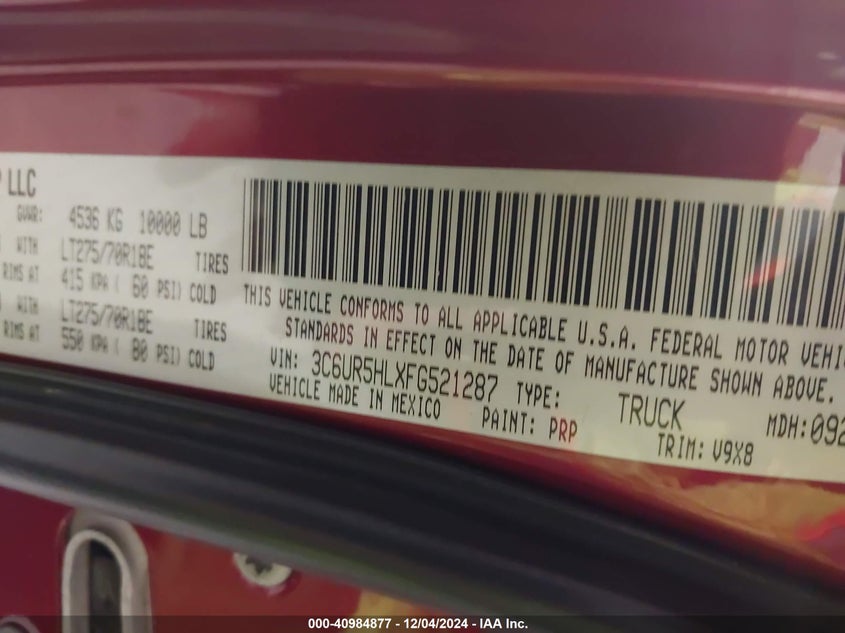 P LLC
GVWR: 4536 KG 10000 LB
WITH LT275/70R18E TIRES
RIMS AT 415 KPA ( 60 PSI) COLD
WITH LT275/70R18E TIRES
RIMS AT 550 KPA ( 80 PSI) COLD
THIS VEHICLE CONFORMS TO ALL APPLICABLE U.S.A. FEDERAL MOTOR VEHI
STANDARDS IN EFFECT ON THE DATE OF MANUFACTURE SHOWN ABOVE.
VIN: 3C6UR5HLXFG521287 TYPE: TRUCK MDH:092
VEHICLE MADE IN MEXICO PAINT: PRP TRIM: V9X8
000-40984877 - 12/04/2024 - IAA Inc.